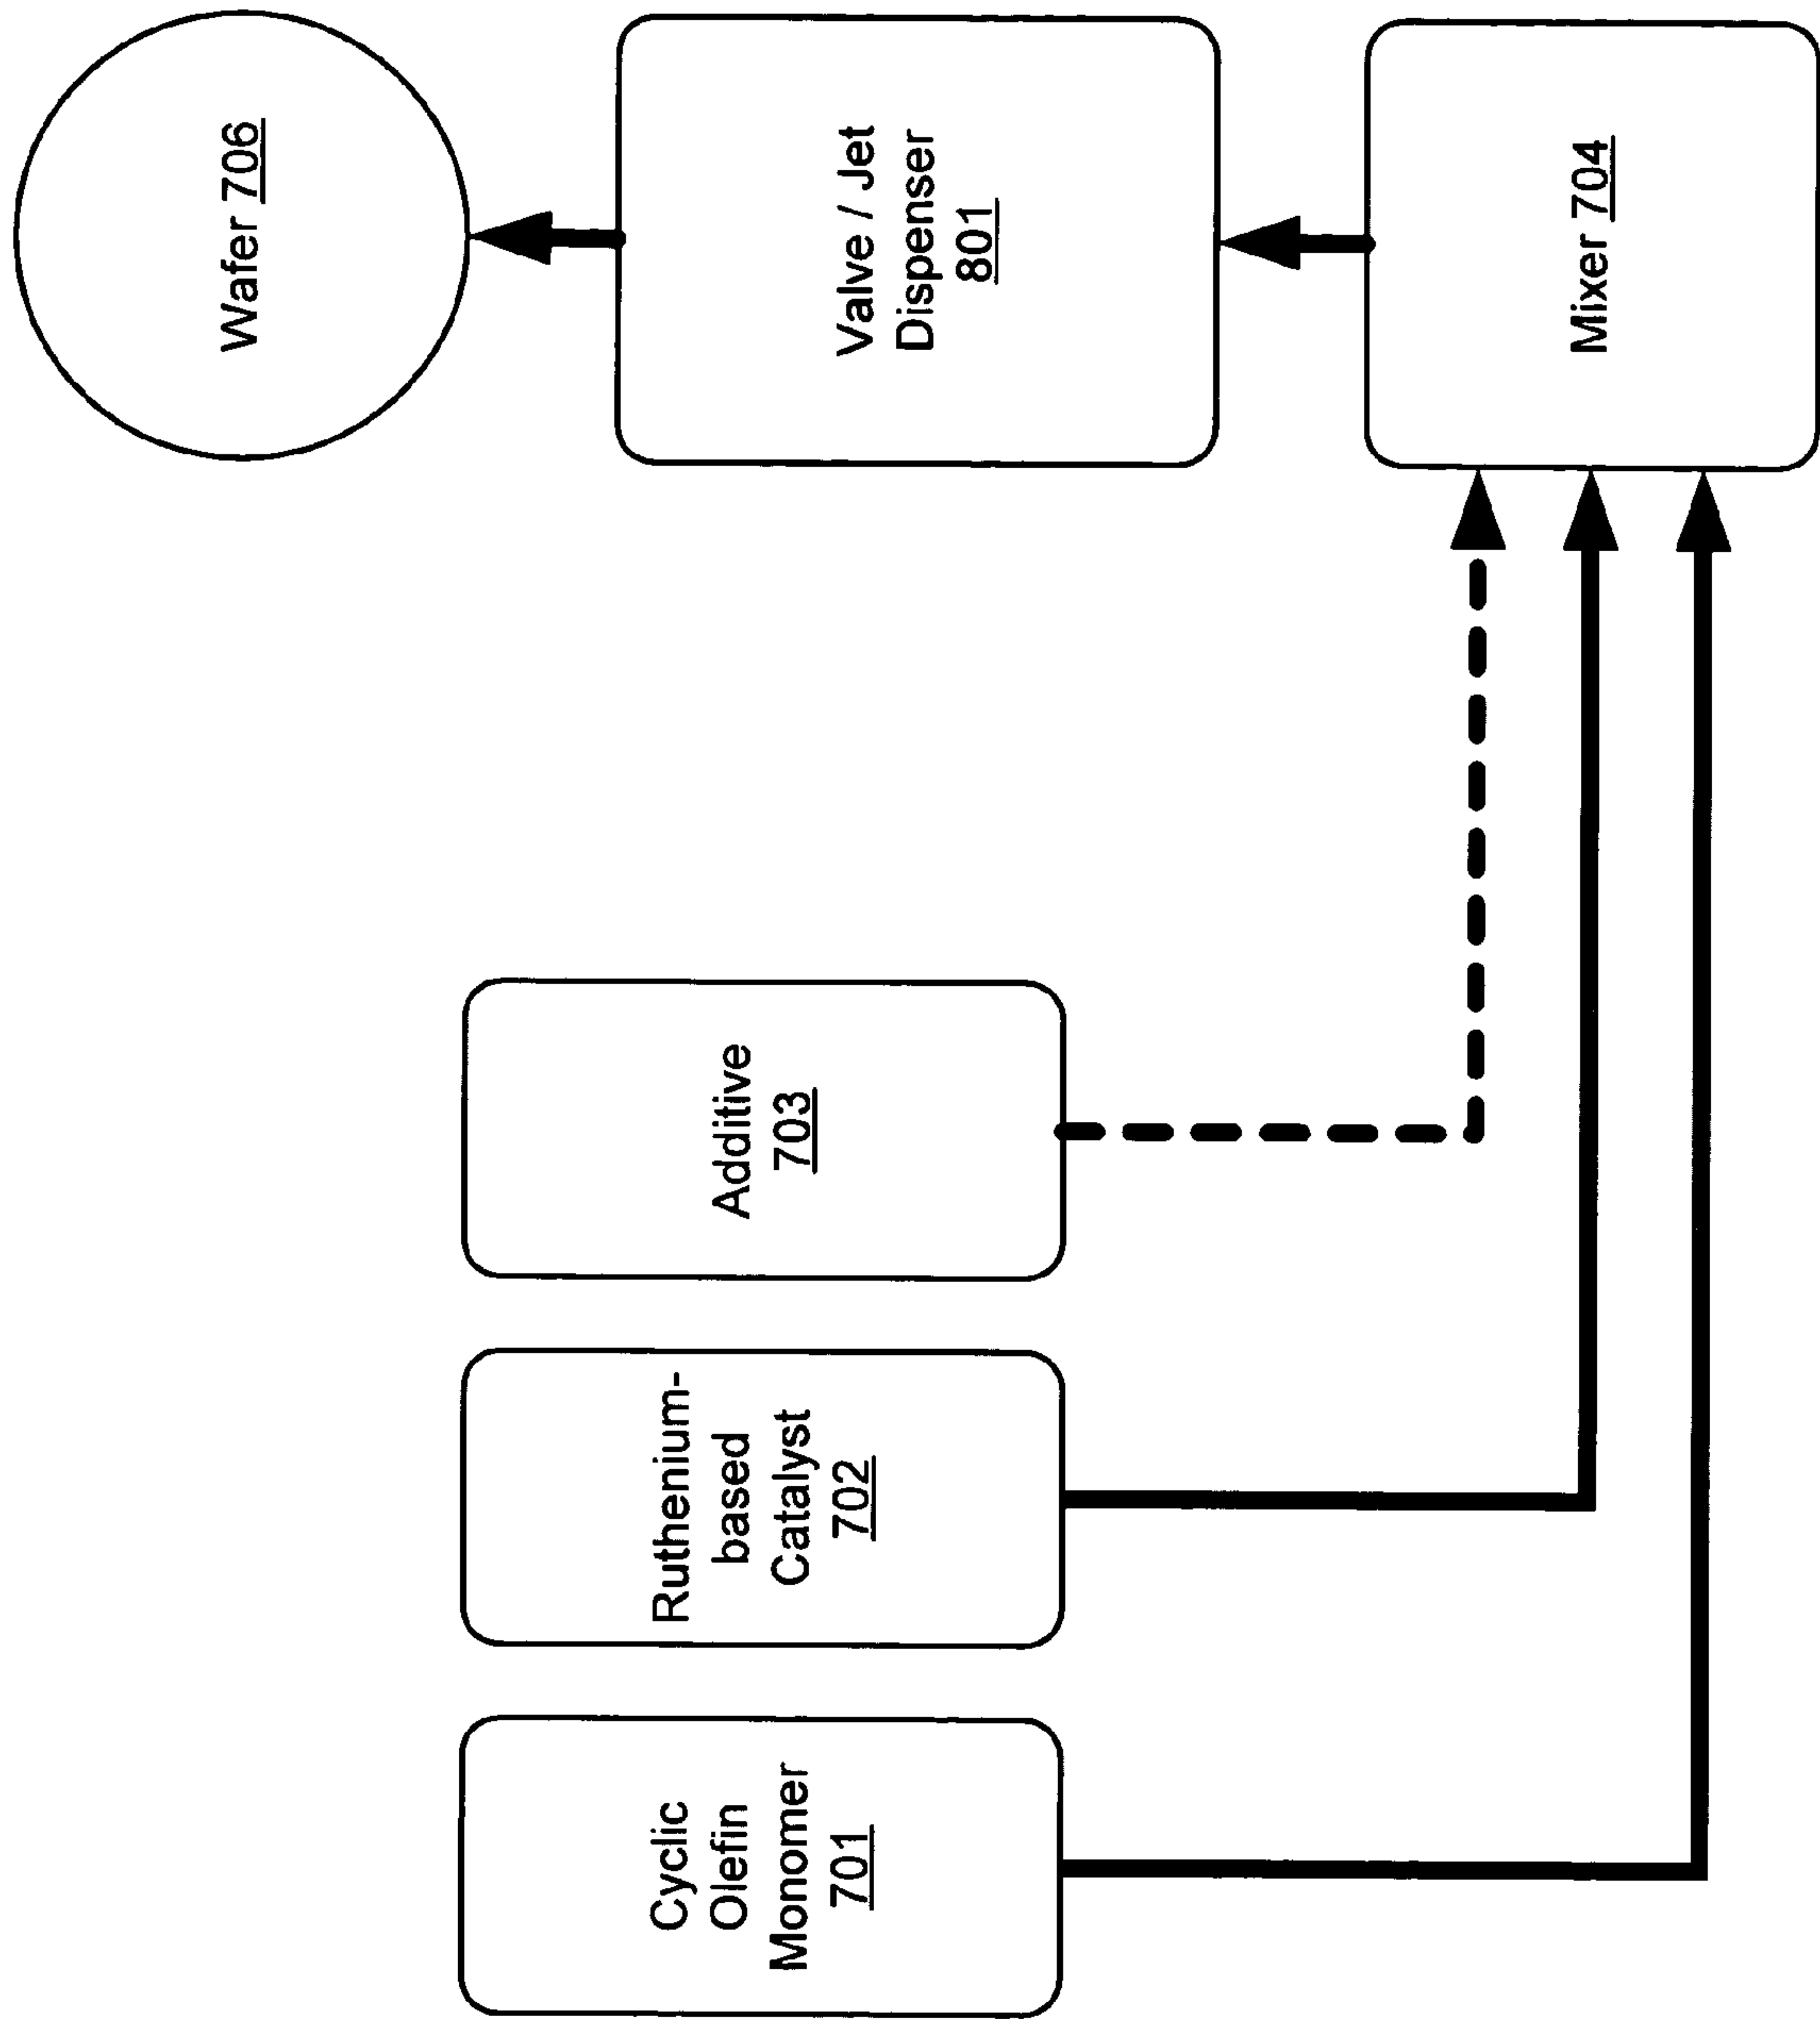 Cyclic
Olefin
Monomer
701
Ruthenium-
based
Catalyst
702
Additive
703
Wafer 706
Valve / Jet
Dispenser
801
Mixer 704